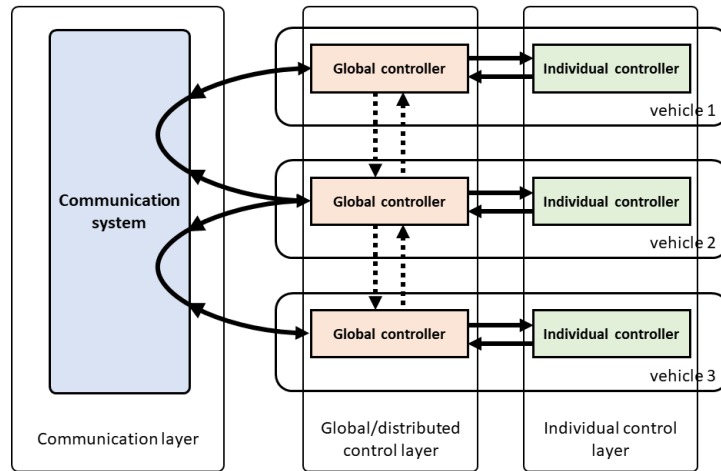 Global controller
Individual controller
vehicle 1
Communication
system
Global controller
Individual controller
vehicle 2
Global controller
Individual controller
vehicle 3
Communication layer
Global/distributed
control layer
Individual control
layer